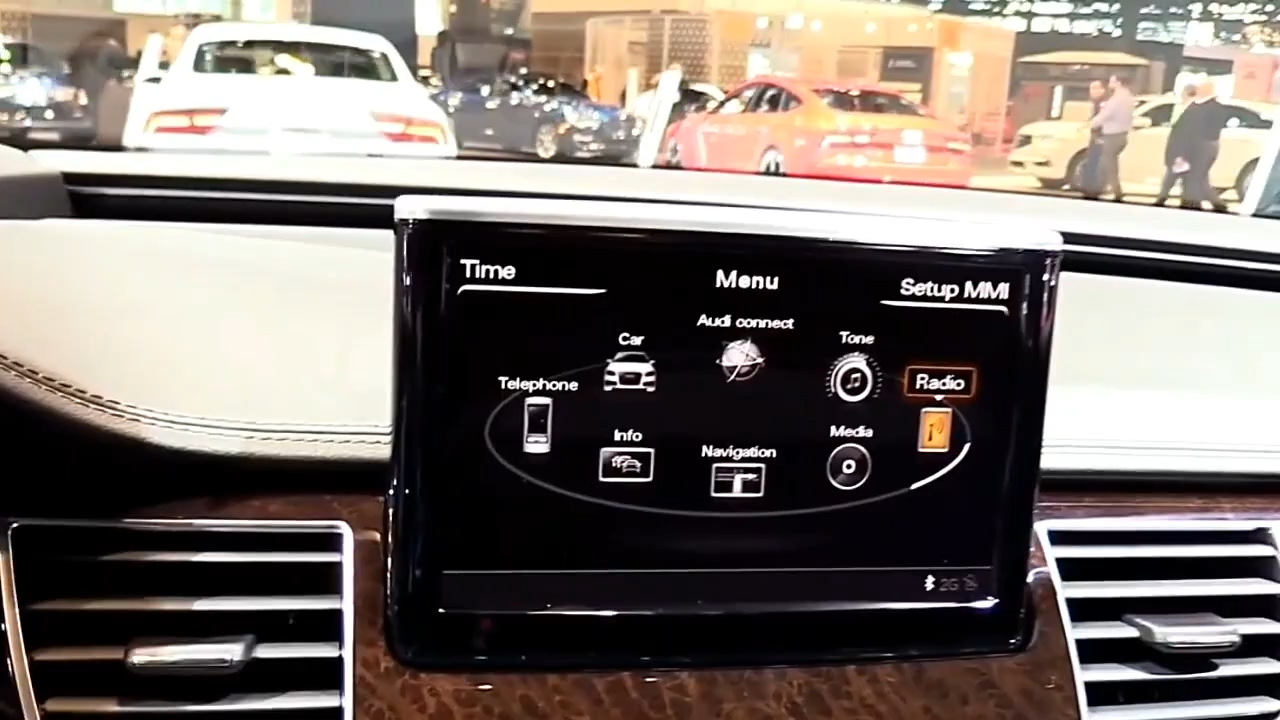 Time
Menu
Setup MMI
Audi connect
Car
Tone
Telephone
Radio
Info
Media
Navigation
2G